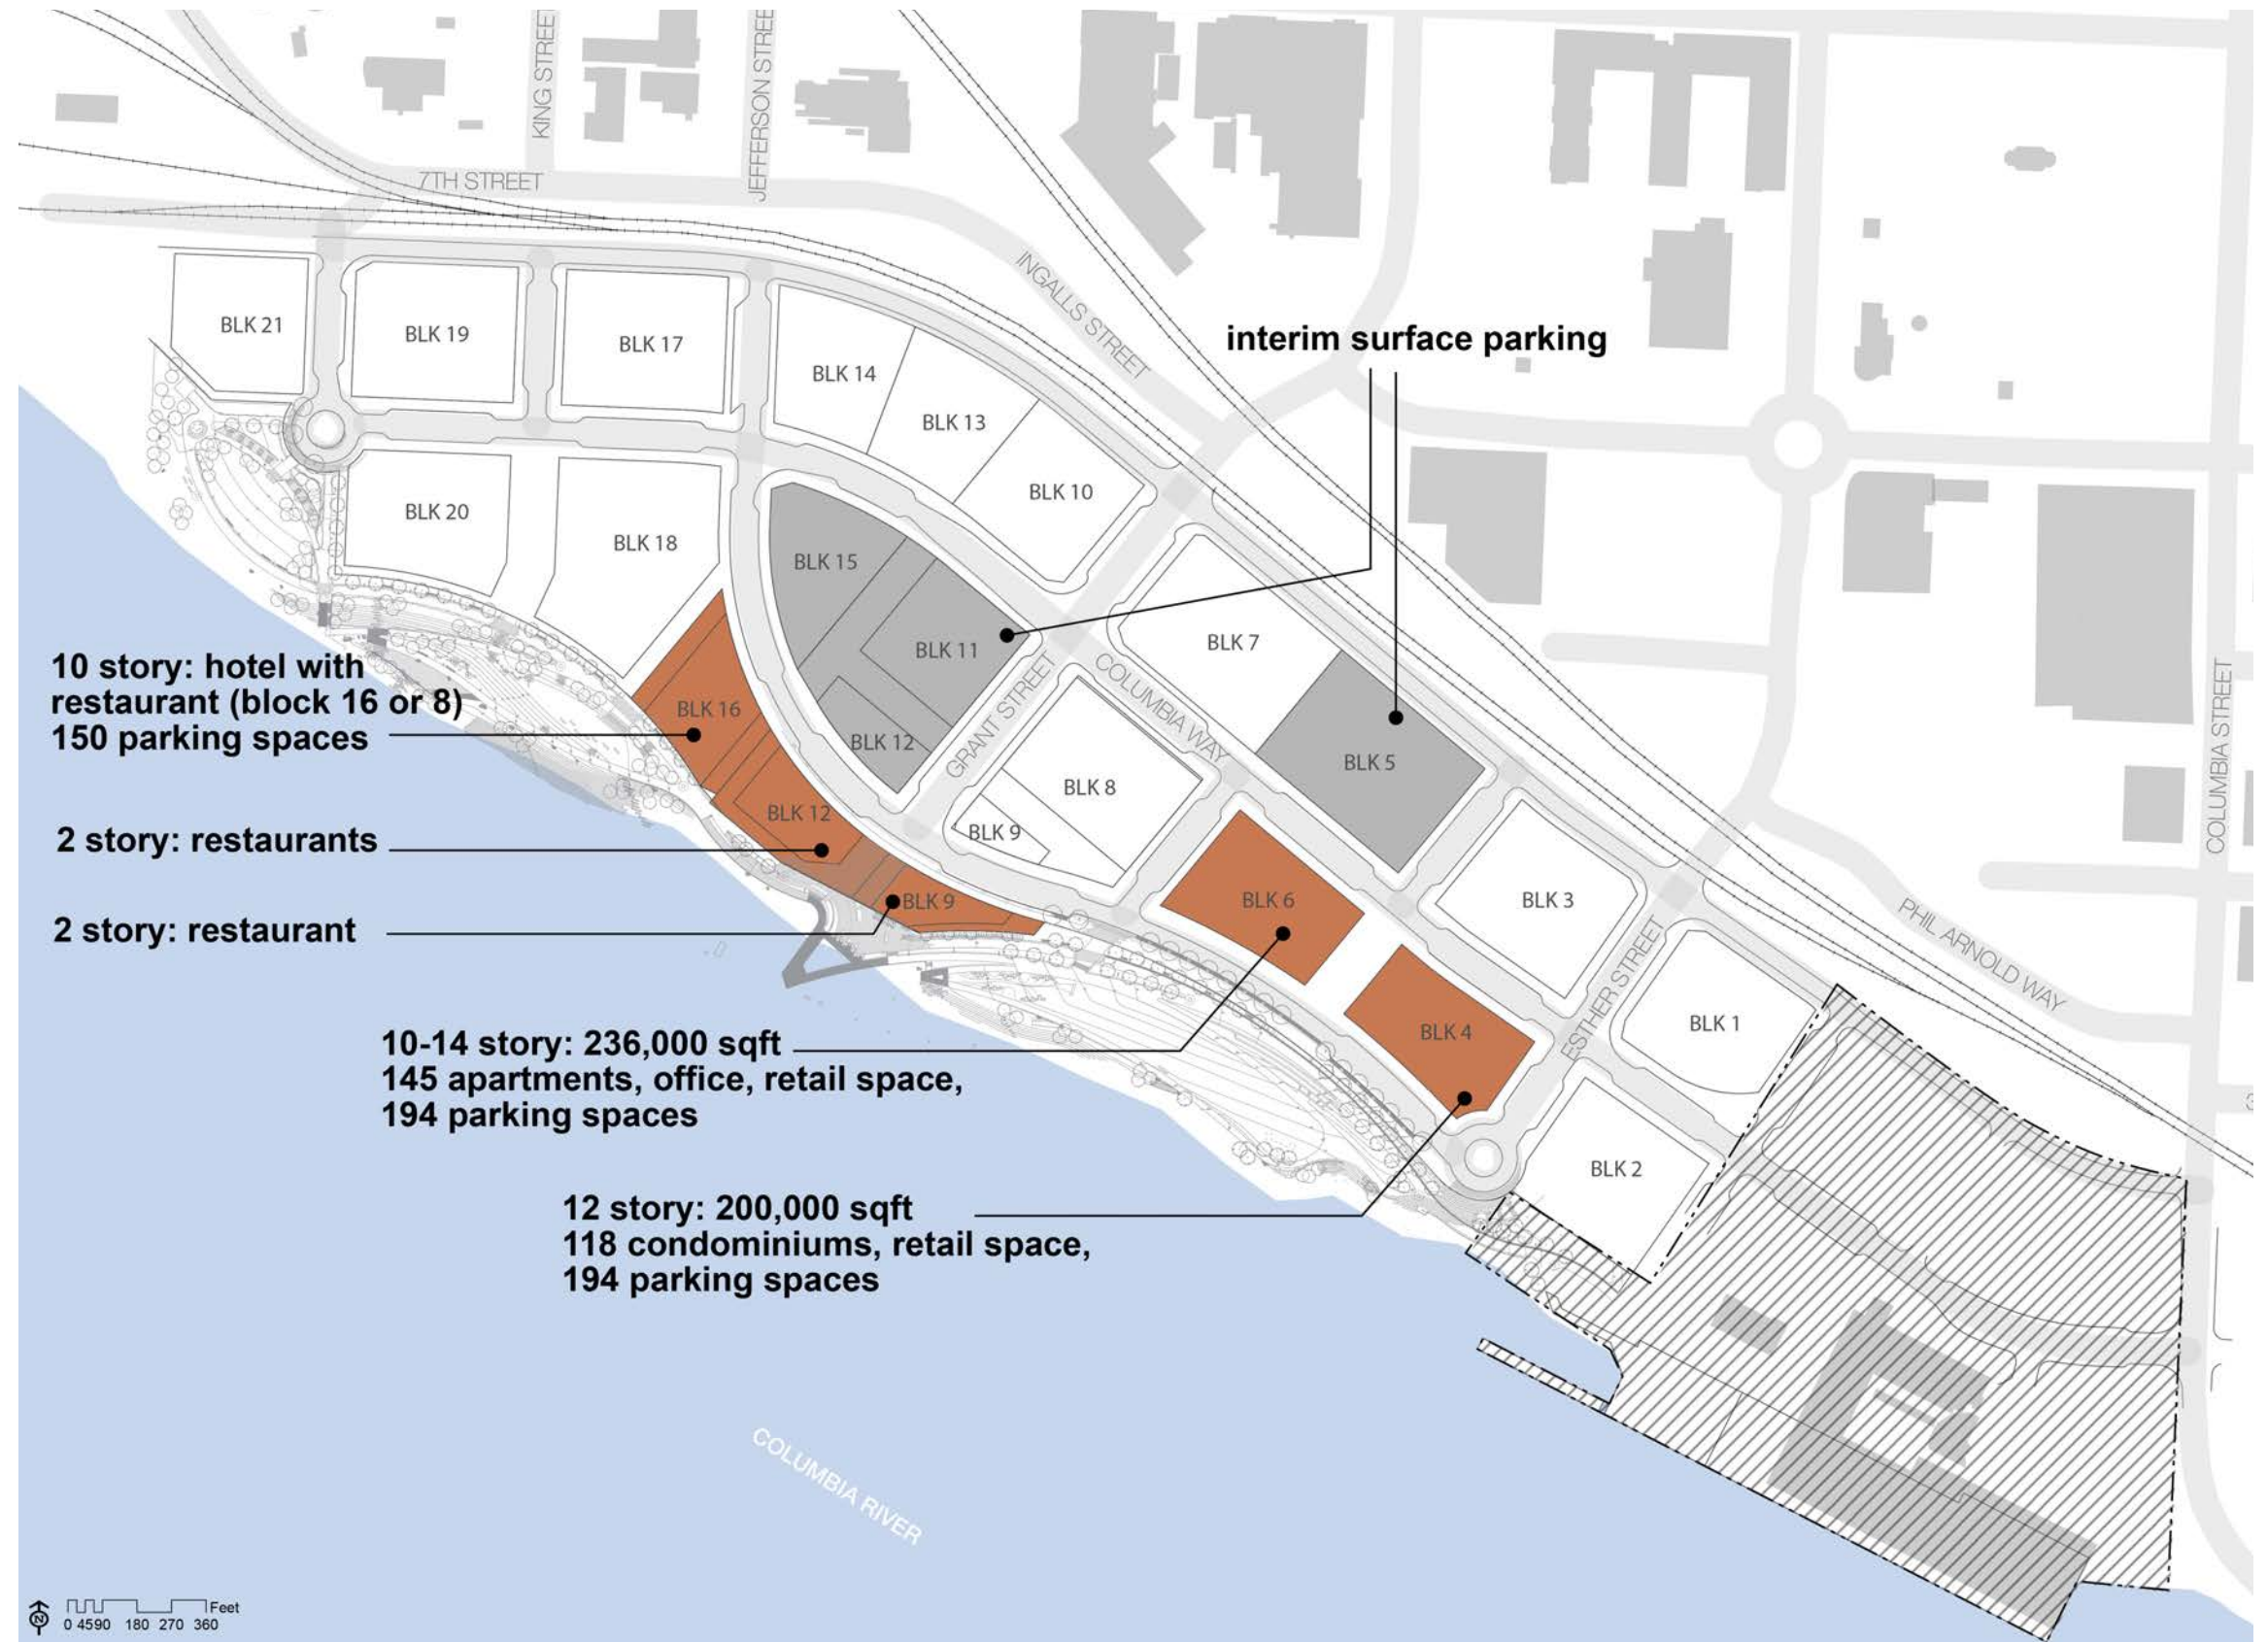 KING STREE
JEFFERSON STREE
7TH STREET
INGALLS STREET
interim surface parking
BLK 21
BLK 19
BLK 17
BLK 14
BLK 13
BLK 10
BLK 20
BLK 18
BLK 15
BLK 11
BLK 7
BLK 12
GRANT STREET
COLUMBIA WAY
BLK 5
COLUMBIA STREET
10 story: hotel with
restaurant (block 16 or 8)
150 parking spaces
BLK 16
BLK 8
BLK 9
BLK 12
2 story: restaurants
BLK 9
2 story: restaurant
BLK 6
BLK 3
PHIL ARNOLD WAY
ESTHER STREET
BLK 4
BLK 1
10-14 story: 236,000 sqft
145 apartments, office, retail space,
194 parking spaces
BLK 2
12 story: 200,000 sqft
118 condominiums, retail space,
194 parking spaces
COLUMBIA RIVER
N
Feet
0 4590 180 270 360